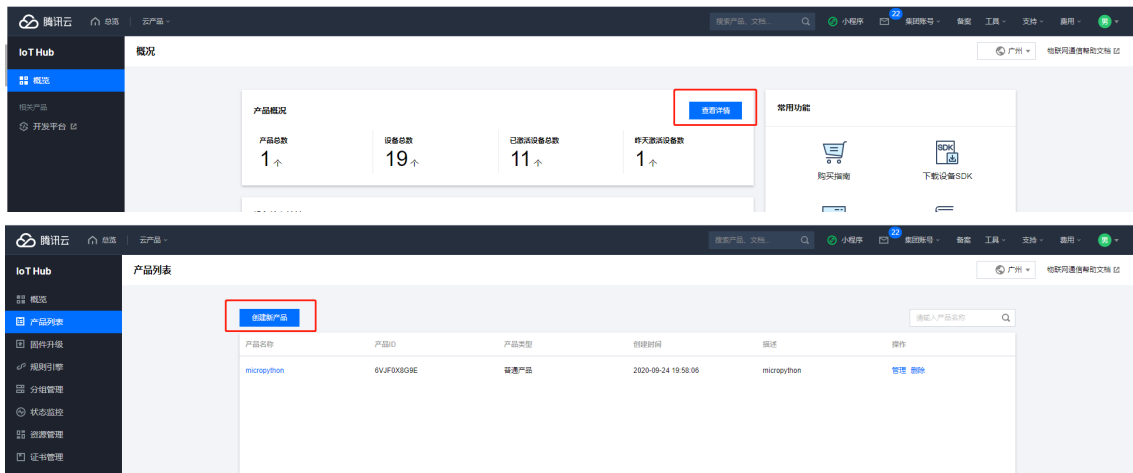 腾讯云 总览 云产品 搜索产品、文档... 小程序 22 集团账号 备案 工具 支持 费用 男
IoT Hub 概况 广州 物联网通信帮助文档
概览
相关产品
开发平台
产品概况 查看详情 常用功能
产品总数 设备总数 已激活设备总数 昨天激活设备数
1个 19个 11个 1个
SDK
购买指南 下载设备SDK
腾讯云 总览 云产品 搜索产品、文档... 小程序 22 集团账号 备案 工具 支持 费用 男
IoT Hub 产品列表 广州 物联网通信帮助文档
概览
产品列表 创建新产品 请输入产品名称
固件升级 产品名称 产品ID 产品类型 创建时间 描述 操作
规则引擎 micropython 6VJF0X8G9E 普通产品 2020-09-24 19:58:06 micropython 管理 删除
分组管理
状态监控
资源管理
证书管理